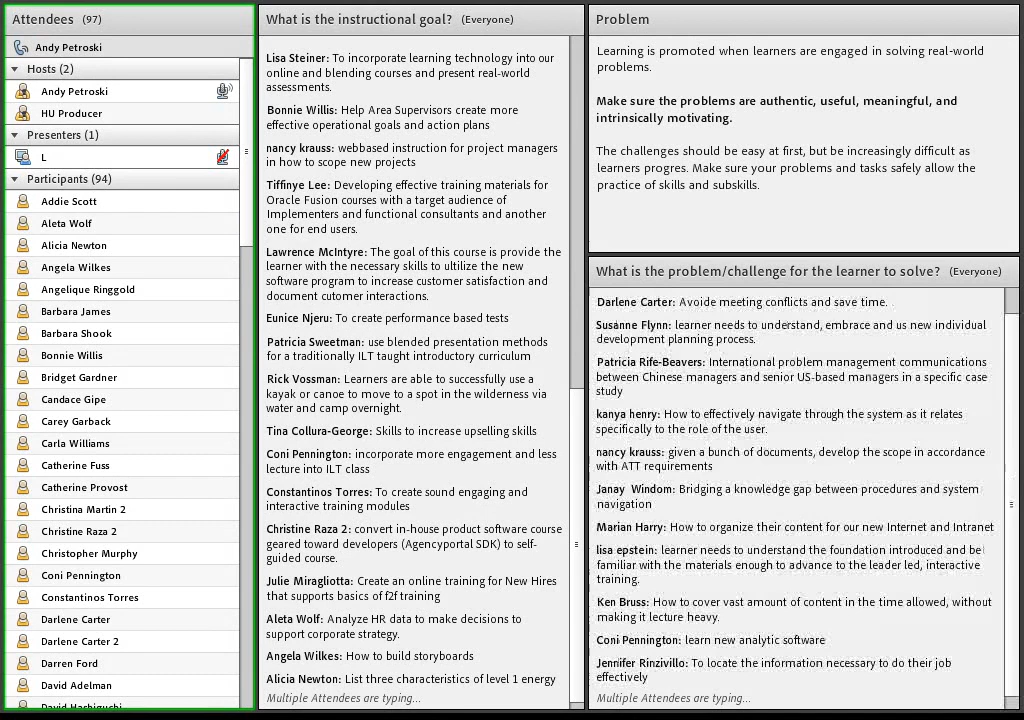 Attendees (97)
Andy Petroski
Hosts (2)
Andy Petroski
HU Producer
Presenters (1)
L
Participants (94)
Addie Scott
Aleta Wolf
Alicia Newton
Angela Wilkes
Angelique Ringgold
Barbara James
Barbara Shook
Bonnie Willis
Bridget Gardner
Candace Gipe
Carey Garback
Carla Williams
Catherine Fuss
Catherine Provost
Christina Martin 2
Christine Raza 2
Christopher Murphy
Coni Pennington
Constantinos Torres
Darlene Carter
Darlene Carter 2
Darren Ford
David Adelman
What is the instructional goal? (Everyone)
Lisa Steiner: To incorporate learning technology into our
online and blending courses and present real-world
assessments.
Bonnie Willis: Help Area Supervisors create more
effective operational goals and action plans
nancy krauss: webbased instruction for project managers
in how to scope new projects
Tiffinye Lee: Developing effective training materials for
Oracle Fusion courses with a target audience of
Implementers and functional consultants and another
one for end users.
Lawrence McIntyre: The goal of this course is provide the
learner with the necessary skills to ultilize the new
software program to increase customer satisfaction and
document cutomer interactions.
Eunice Njeru: To create performance based tests
Patricia Sweetman: use blended presentation methods
for a traditionally ILT taught introductory curriculum
Rick Vossman: Learners are able to successfully use a
kayak or canoe to move to a spot in the wilderness via
water and camp overnight.
Tina Collura-George: Skills to increase upselling skills
Coni Pennington: incorporate more engagement and less
lecture into ILT class
Constantinos Torres: To create sound engaging and
interactive training modules
Christine Raza 2: convert in-house product software course
geared toward developers (Agencyportal SDK) to self-
guided course.
Julie Miragliotta: Create an online training for New Hires
that supports basics of f2f training
Aleta Wolf: Analyze HR data to make decisions to
support corporate strategy.
Angela Wilkes: How to build storyboards
Alicia Newton: List three characteristics of level 1 energy
Multiple Attendees are typing...
Problem
Learning is promoted when learners are engaged in solving real-world
problems.
Make sure the problems are authentic, useful, meaningful, and
intrinsically motivating.
The challenges should be easy at first, but be increasingly difficult as
learners progres. Make sure your problems and tasks safely allow the
practice of skills and subskills.
What is the problem/challenge for the learner to solve? (Everyone)
Darlene Carter: Avoide meeting conflicts and save time.
Susanne Flynn: learner needs to understand, embrace and us new individual
development planning process.
Patricia Rife-Beavers: International problem management communications
between Chinese managers and senior US-based managers in a specific case
study
kanya henry: How to effectively navigate through the system as it relates
specifically to the role of the user.
nancy krauss: given a bunch of documents, develop the scope in accordance
with ATT requirements
Janay Windom: Bridging a knowledge gap between procedures and system
navigation
Marian Harry: How to organize their content for our new Internet and Intranet
lisa epstein: learner needs to understand the foundation introduced and be
familiar with the materials enough to advance to the leader led, interactive
training.
Ken Bruss: How to cover vast amount of content in the time allowed, without
making it lecture heavy.
Coni Pennington: learn new analytic software
Jennifer Rinzivillo: To locate the information necessary to do their job
effectively
Multiple Attendees are typing...